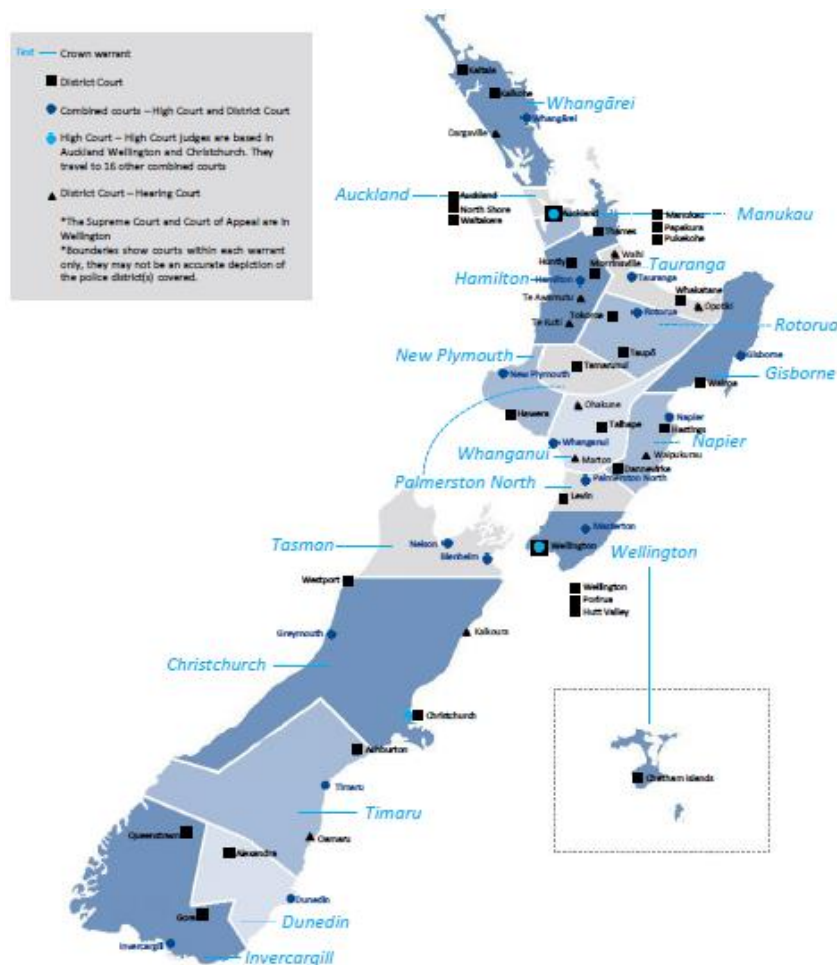 Text — Crown warrant
District Court
Combined courts – High Court and District Court
High Court – High Court judges are based in
Auckland Wellington and Christchurch. They
travel to 16 other combined courts
District Court – Hearing Court
*The Supreme Court and Court of Appeal are in
Wellington
*Boundaries show courts within each warrant
only, they may not be an accurate depiction of
the police district(s) covered.
Kaitaia
Kaikohe
Whangārei
Whangārei
Dargaville
Auckland
Auckland
North Shore
Waitakere
Auckland
Manukau
Papakura
Pukekohe
Manukau
Thames
Huntly
Morrinsville
Waihi
Tauranga
Hamilton
Hamilton
Tauranga
Whakatane
Te Awamutu
Opotiki
Tokoroa
Rotorua
Rotorua
Te Kuiti
New Plymouth
Taupō
Gisborne
New Plymouth
Taumarunui
Wairoa
Gisborne
Hawera
Ohakune
Napier
Taihape
Hastings
Whanganui
Napier
Whanganui
Marton
Waipukurau
Dannevirke
Palmerston North
Palmerston North
Levin
Masterton
Tasman
Nelson
Wellington
Wellington
Blenheim
Westport
Wellington
Porirua
Hutt Valley
Greymouth
Kaikoura
Christchurch
Christchurch
Ashburton
Chatham Islands
Timaru
Timaru
Queenstown
Oamaru
Alexandra
Dunedin
Gore
Dunedin
Invercargill
Invercargill